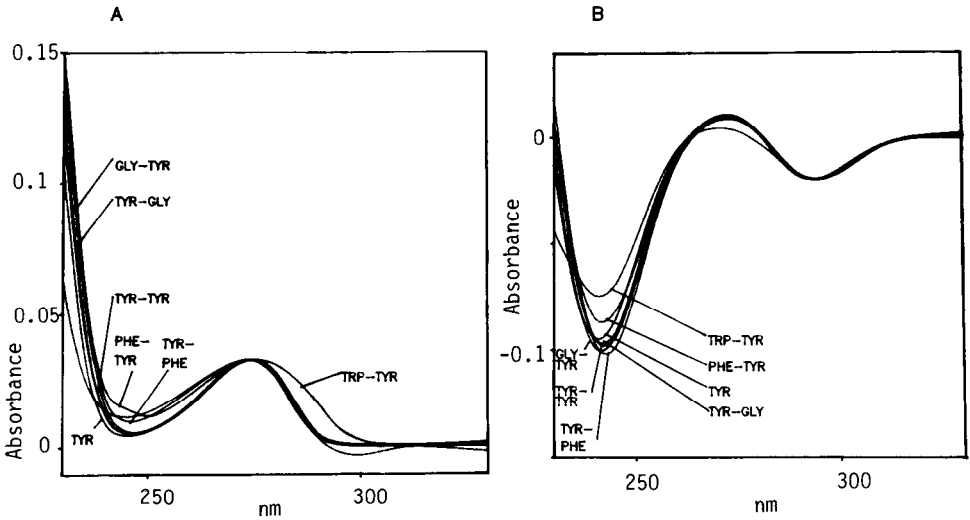 A
B
0.15
0.1
0.05
0
Absorbance
GLY-TYR
TYR-GLY
TYR-TYR
PHE-
TYR
TYR-
PHE
TYR
TRP-TYR
250
300
nm
0
-0.1
Absorbance
TRP-TYR
PHE-TYR
TYR
TYR-GLY
GLY-
TYR
TYR-
TYR
TYR-
PHE
250
300
nm